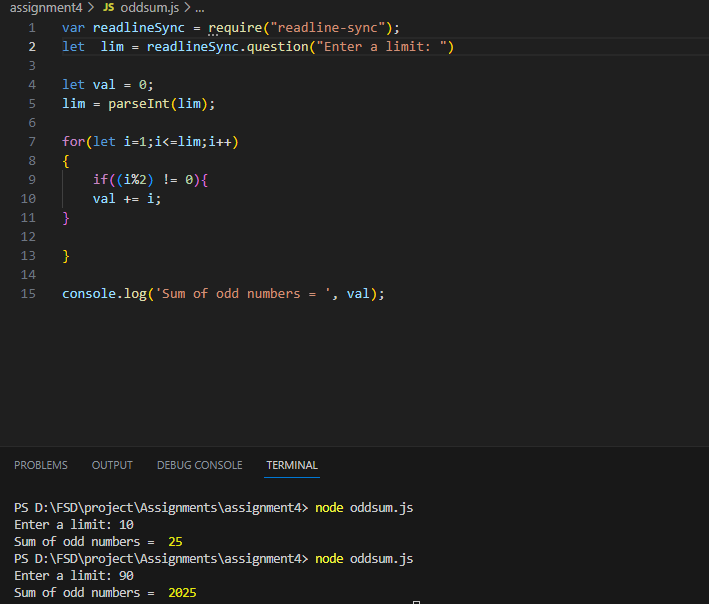 assignment4 > JS oddsum.js > ...
1 var readlineSync = require("readline-sync");
2 let  lim = readlineSync.question("Enter a limit: ")
3
4 let val = 0;
5 lim = parseInt(lim);
6
7 for(let i=1;i<=lim;i++)
8 {
9     if((i%2) != 0){
10     val += i;
11 }
12
13 }
14
15 console.log('Sum of odd numbers = ', val);
PROBLEMS OUTPUT DEBUG CONSOLE TERMINAL
PS D:\FSD\project\Assignments\assignment4> node oddsum.js
Enter a limit: 10
Sum of odd numbers =  25
PS D:\FSD\project\Assignments\assignment4> node oddsum.js
Enter a limit: 90
Sum of odd numbers =  2025